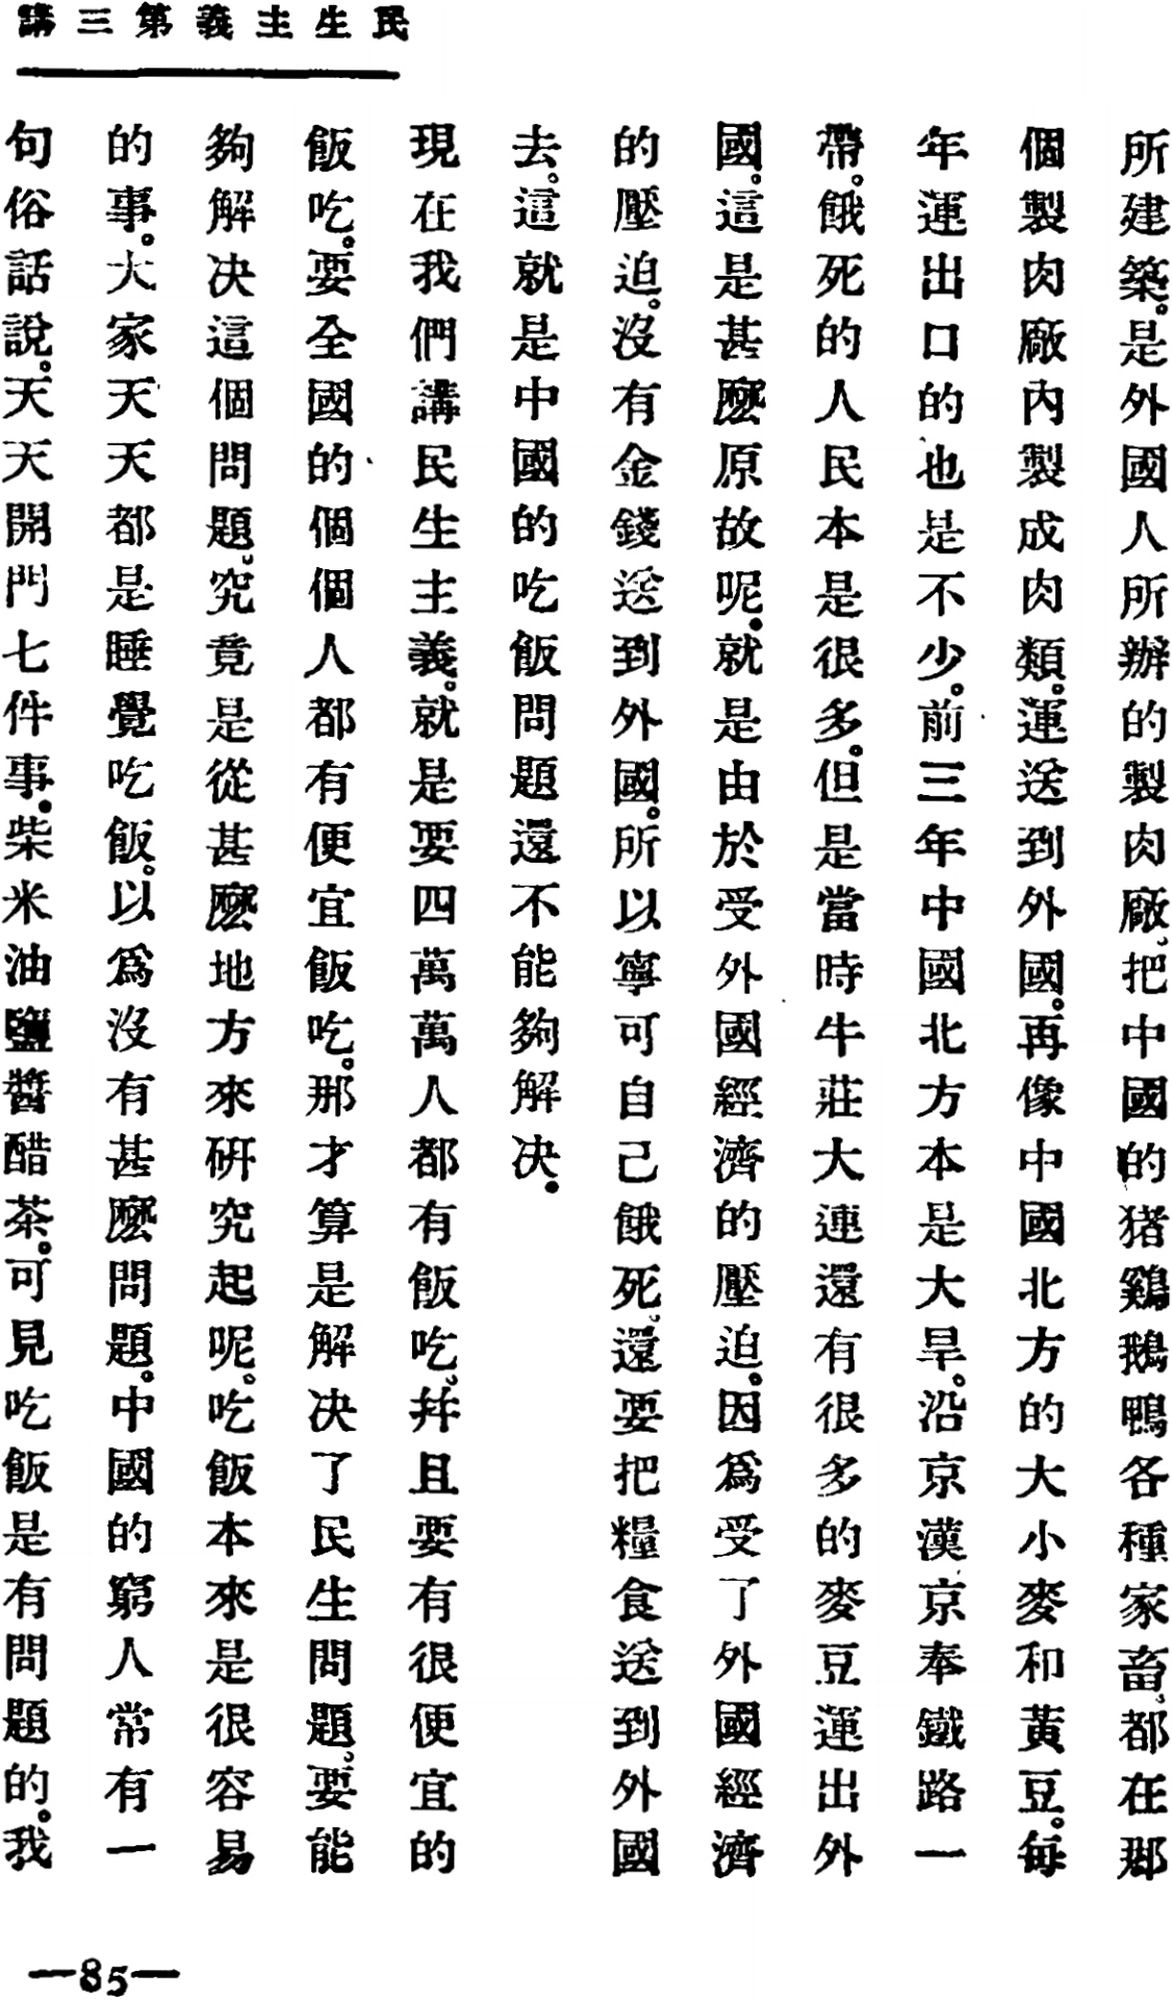 民生主義第三講
所建築。是外國人所辦的製肉廠，把中國的猪鷄鵝鴨各種家畜，都在那
個製肉廠內製成肉類。運送到外國。再像中國北方的大小麥和黃豆。每
年運出口的也是不少。前三年中國北方本是大旱。沿京漢京奉鐵路一
帶。餓死的人民本是很多。但是當時牛莊大連還有很多的麥豆運出外
國。這是甚麼原故呢．就是由於受外國經濟的壓迫。因爲受了外國經濟
的壓迫。沒有金錢送到外國。所以寧可自己餓死，還要把糧食送到外國
去。這就是中國的吃飯問題還不能夠解决．
現在我們講民生主義。就是要四萬萬人都有飯吃，幷且要有很便宜的
飯吃。要全國的個個人都有便宜飯吃。那才算是解决了民生問題，要能
夠解决這個問題，究竟是從甚麼地方來硏究起呢。吃飯本來是很容易
的事。大家天天都是睡覺吃飯。以爲沒有甚麼問題。中國的窮人常有一
句俗話說。天天開門七件事．柴米油鹽醬醋茶。可見吃飯是有問題的。我
—85—